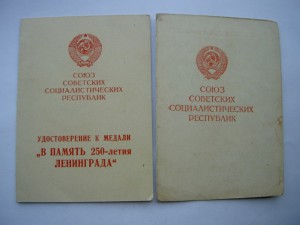 СОЮЗ
СОВЕТСКИХ
СОЦИАЛИСТИЧЕСКИХ
РЕСПУБЛИК
УДОСТОВЕРЕНИЕ К МЕДАЛИ
„В ПАМЯТЬ 250-летия
ЛЕНИНГРАДА“
СОЮЗ
СОВЕТСКИХ
СОЦИАЛИСТИЧЕСКИХ
РЕСПУБЛИК